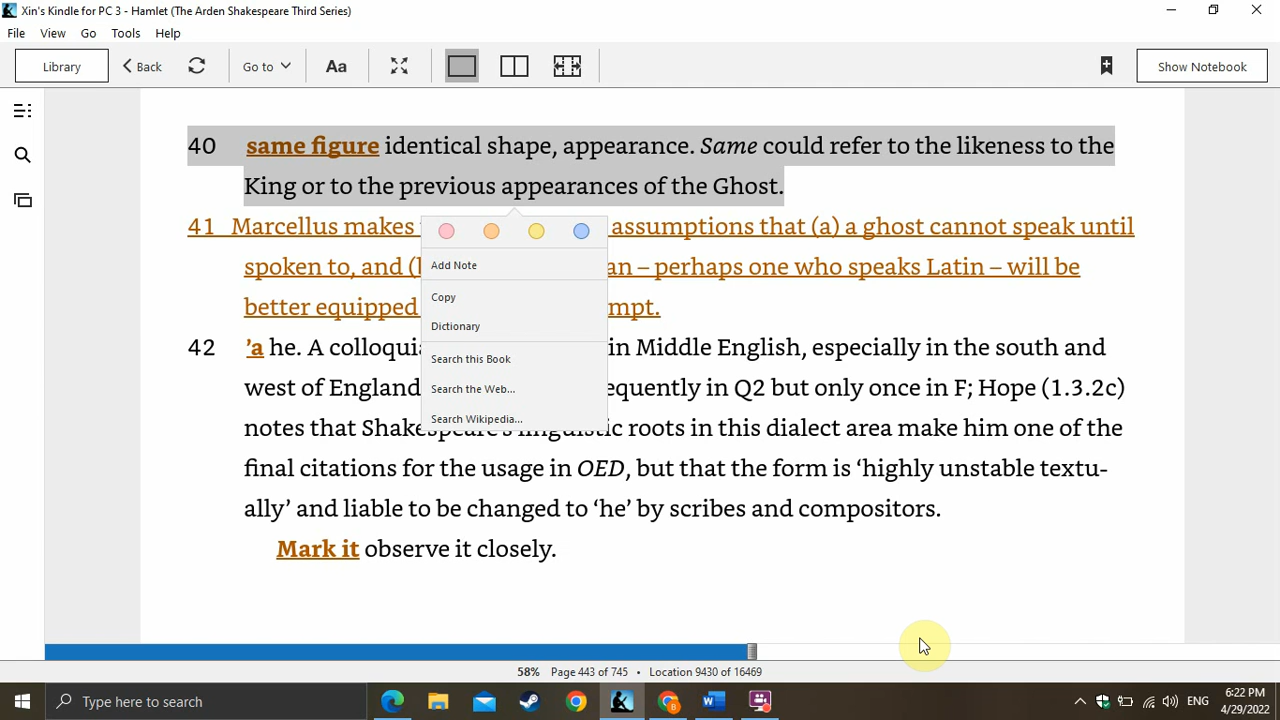 Xin's Kindle for PC 3 - Hamlet (The Arden Shakespeare Third Series)
File View Go Tools Help
Library Back Go to Aa Show Notebook
40 same figure identical shape, appearance. Same could refer to the likeness to the
King or to the previous appearances of the Ghost.
41 Marcellus makes assumptions that (a) a ghost cannot speak until
spoken to, and an – perhaps one who speaks Latin – will be
better equipped mpt.
42 ’a he. A colloqui in Middle English, especially in the south and
west of England equently in Q2 but only once in F; Hope (1.3.2c)
notes that Shakespeare’s linguistic roots in this dialect area make him one of the
final citations for the usage in OED, but that the form is ‘highly unstable textu-
ally’ and liable to be changed to ‘he’ by scribes and compositors.
Mark it observe it closely.
Add Note
Copy
Dictionary
Search this Book
Search the Web...
Search Wikipedia...
58% Page 443 of 745 • Location 9430 of 16469
Type here to search
ENG
6:22 PM
4/29/2022